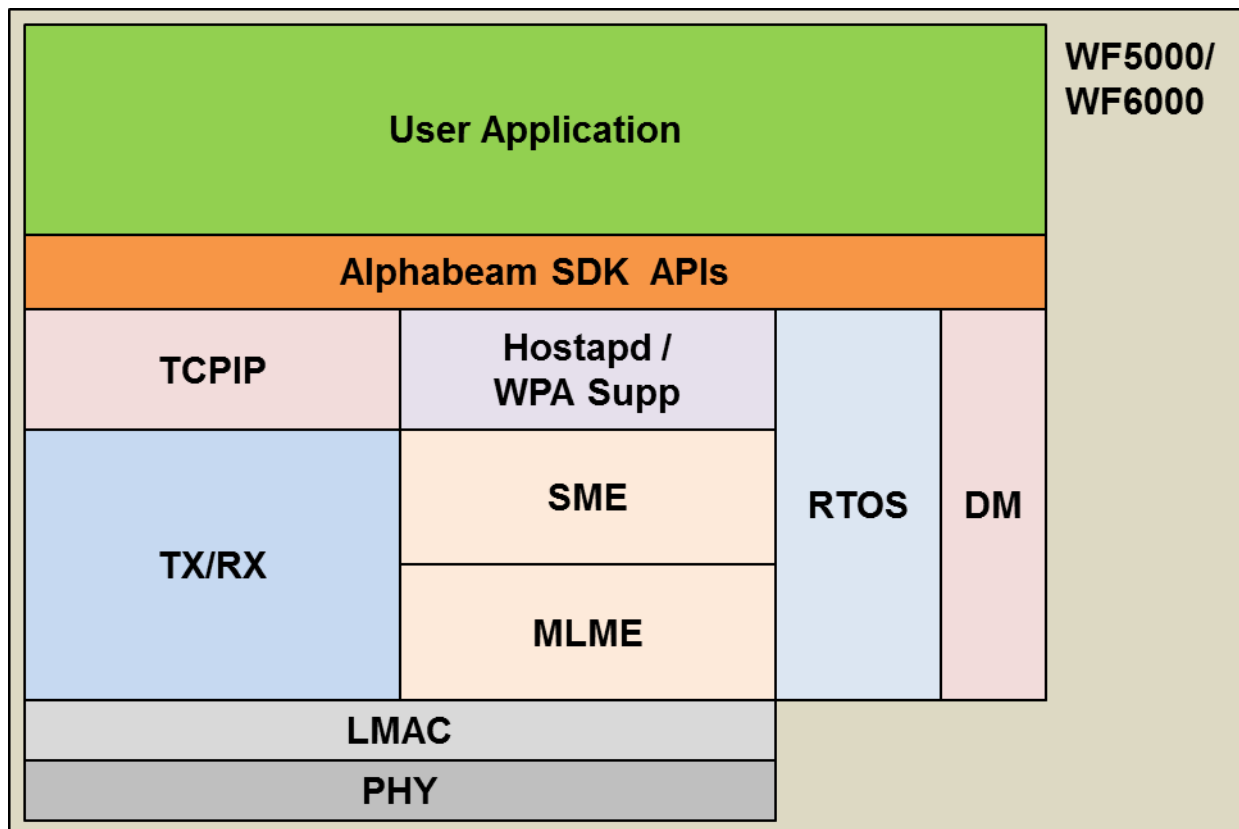 User Application
WF5000/
WF6000
Alphabeam SDK APIs
TCPIP
Hostapd /
WPA Supp
RTOS
DM
TX/RX
SME
MLME
LMAC
PHY